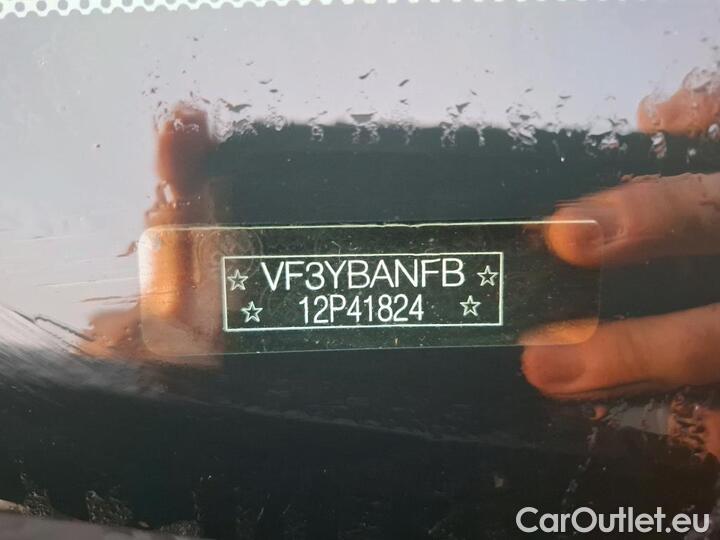 ☆ VF3YBANFB ☆
☆ 12P41824 ☆
CarOutlet.eu